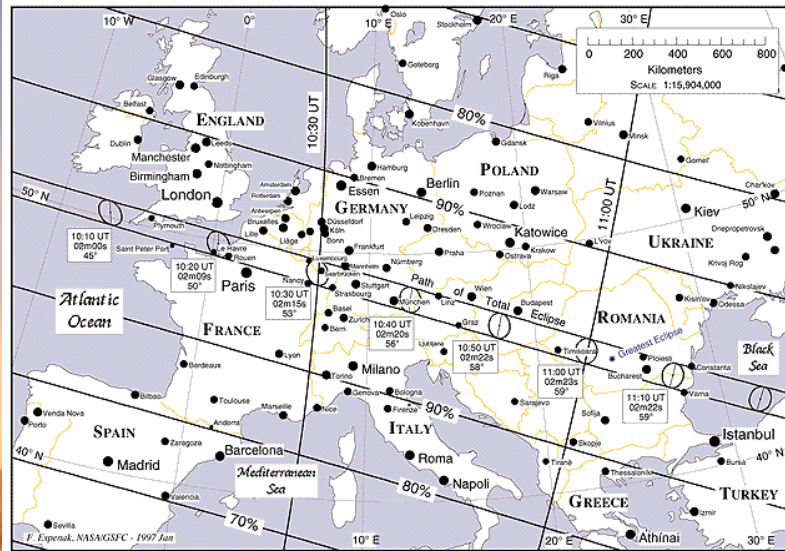 10° W
0°
10° E
Oslo
Stockholm
20° E
30° E
0 200 400 600 800
Kilometers
SCALE 1:15,904,000
Glasgow
Edinburgh
Goteborg
Riga
Belfast
ENGLAND
10:30 UT
80%
Kobenhavn
Vilnius
Minsk
Dublin
Leeds
Manchester
Nottingham
Birmingham
Gdansk
POLAND
Gomel'
Hamburg
Bremen
Amsterdam
Rotterdam
Essen
Berlin
Poznan
Warsaw
Char'kov
50° N
London
Antwerpen
GERMANY
90%
Lodz
11:00 UT
Kiev
50° N
Plymouth
Bruxelles
Lille
Düsseldorf
Köln
Bonn
Leipzig
Dresden
Wroclaw
Katowice
Krakow
L'vov
UKRAINE
Dnepropetrovsk
10:10 UT
02m00s
45°
Saint Peter Port
Le Havre
Rouen
Liège
Frankfurt
Praha
Ostrava
Krivoj Rog
10:20 UT
02m09s
50°
Paris
Luxembourg
Saarbrücken
Mannheim
Nürnberg
Nancy
Strasbourg
Stuttgart
Path of Total Eclipse
Nikolajev
Kisin'ov
Odessa
Atlantic
Ocean
10:30 UT
02m15s
53°
München
Linz
Wien
Budapest
FRANCE
Basel
Zurich
Bern
10:40 UT
02m20s
56°
Graz
ROMANIA
Ljubljana
10:50 UT
02m22s
58°
Timisoara
Greatest Eclipse
Ploiesti
Black
Sea
Lyon
Milano
11:00 UT
02m23s
59°
Bucharest
Constanta
Bordeaux
Torino
Genova
Bologna
11:10 UT
02m22s
59°
Varna
Bilbao
Toulouse
Marseille
Nice
Firenze
90%
Sarajevo
Sofija
Venda Nova
Porto
Andorra
SPAIN
Zaragoza
ITALY
Skopje
Istanbul
40° N
Madrid
Barcelona
Mediterranean
Sea
Roma
Tiranë
Thessaloniki
Bursa
40° N
Napoli
80%
Valencia
70%
GREECE
TURKEY
Izmir
Sevilla
Athínai
F. Espenak, NASA/GSFC - 1997 Jan
10° E
20° E
30° E